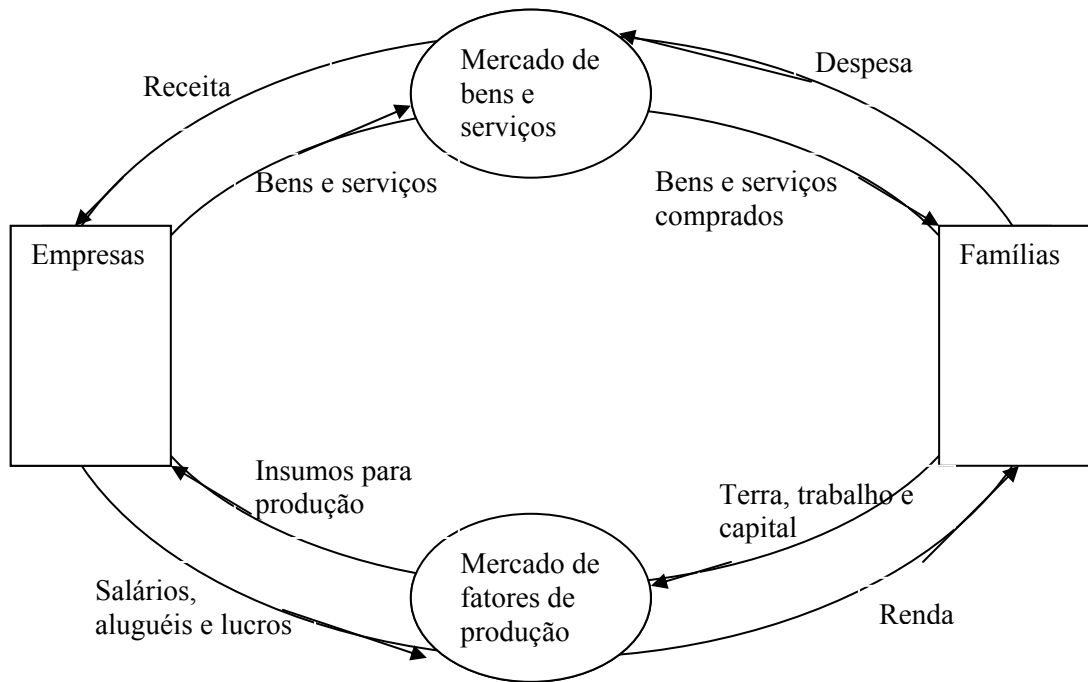 Mercado de
bens e
serviços
Despesa
Receita
Bens e serviços
Bens e serviços
comprados
Empresas
Famílias
Insumos para
produção
Terra, trabalho e
capital
Mercado de
fatores de
produção
Salários,
aluguéis e lucros
Renda